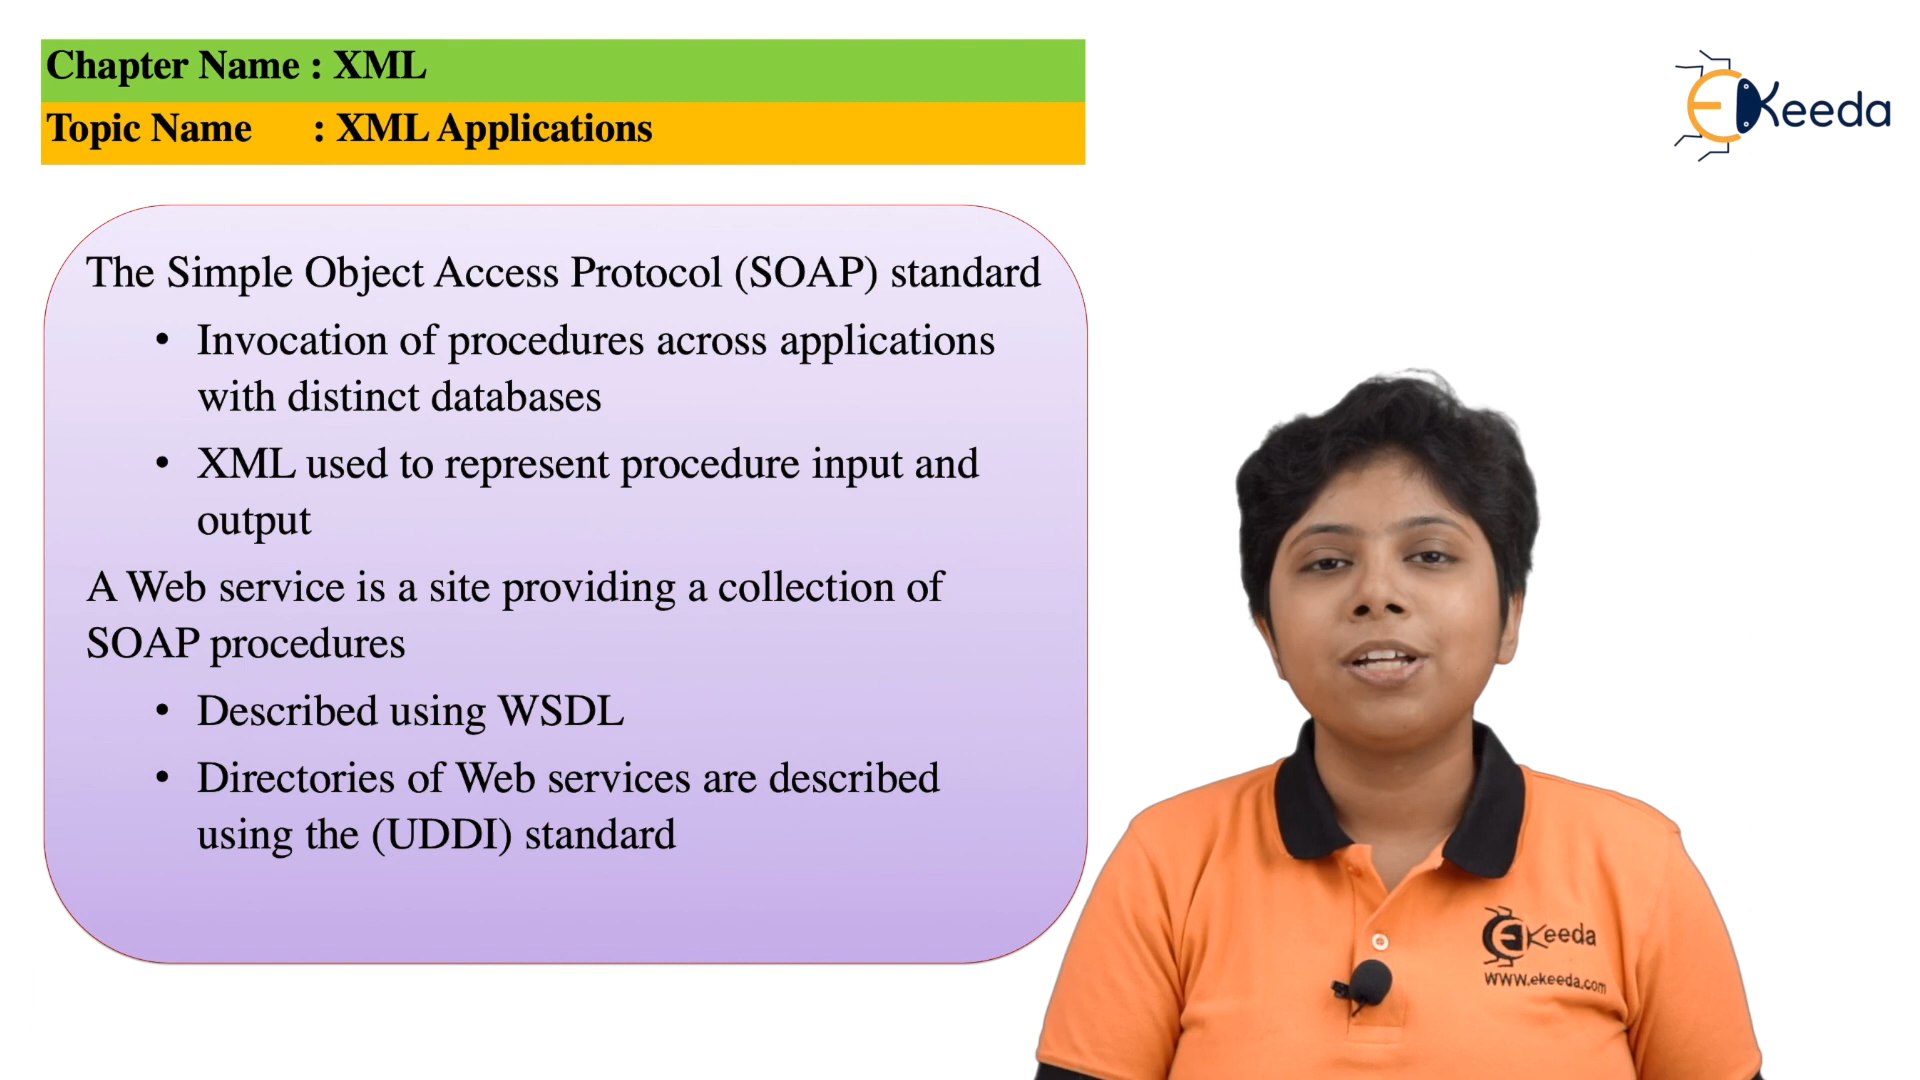 Chapter Name : XML
Topic Name : XML Applications
EKeeda
The Simple Object Access Protocol (SOAP) standard
• Invocation of procedures across applications
with distinct databases
• XML used to represent procedure input and
output
A Web service is a site providing a collection of
SOAP procedures
• Described using WSDL
• Directories of Web services are described
using the (UDDI) standard
EKeeda
www.ekeeda.com